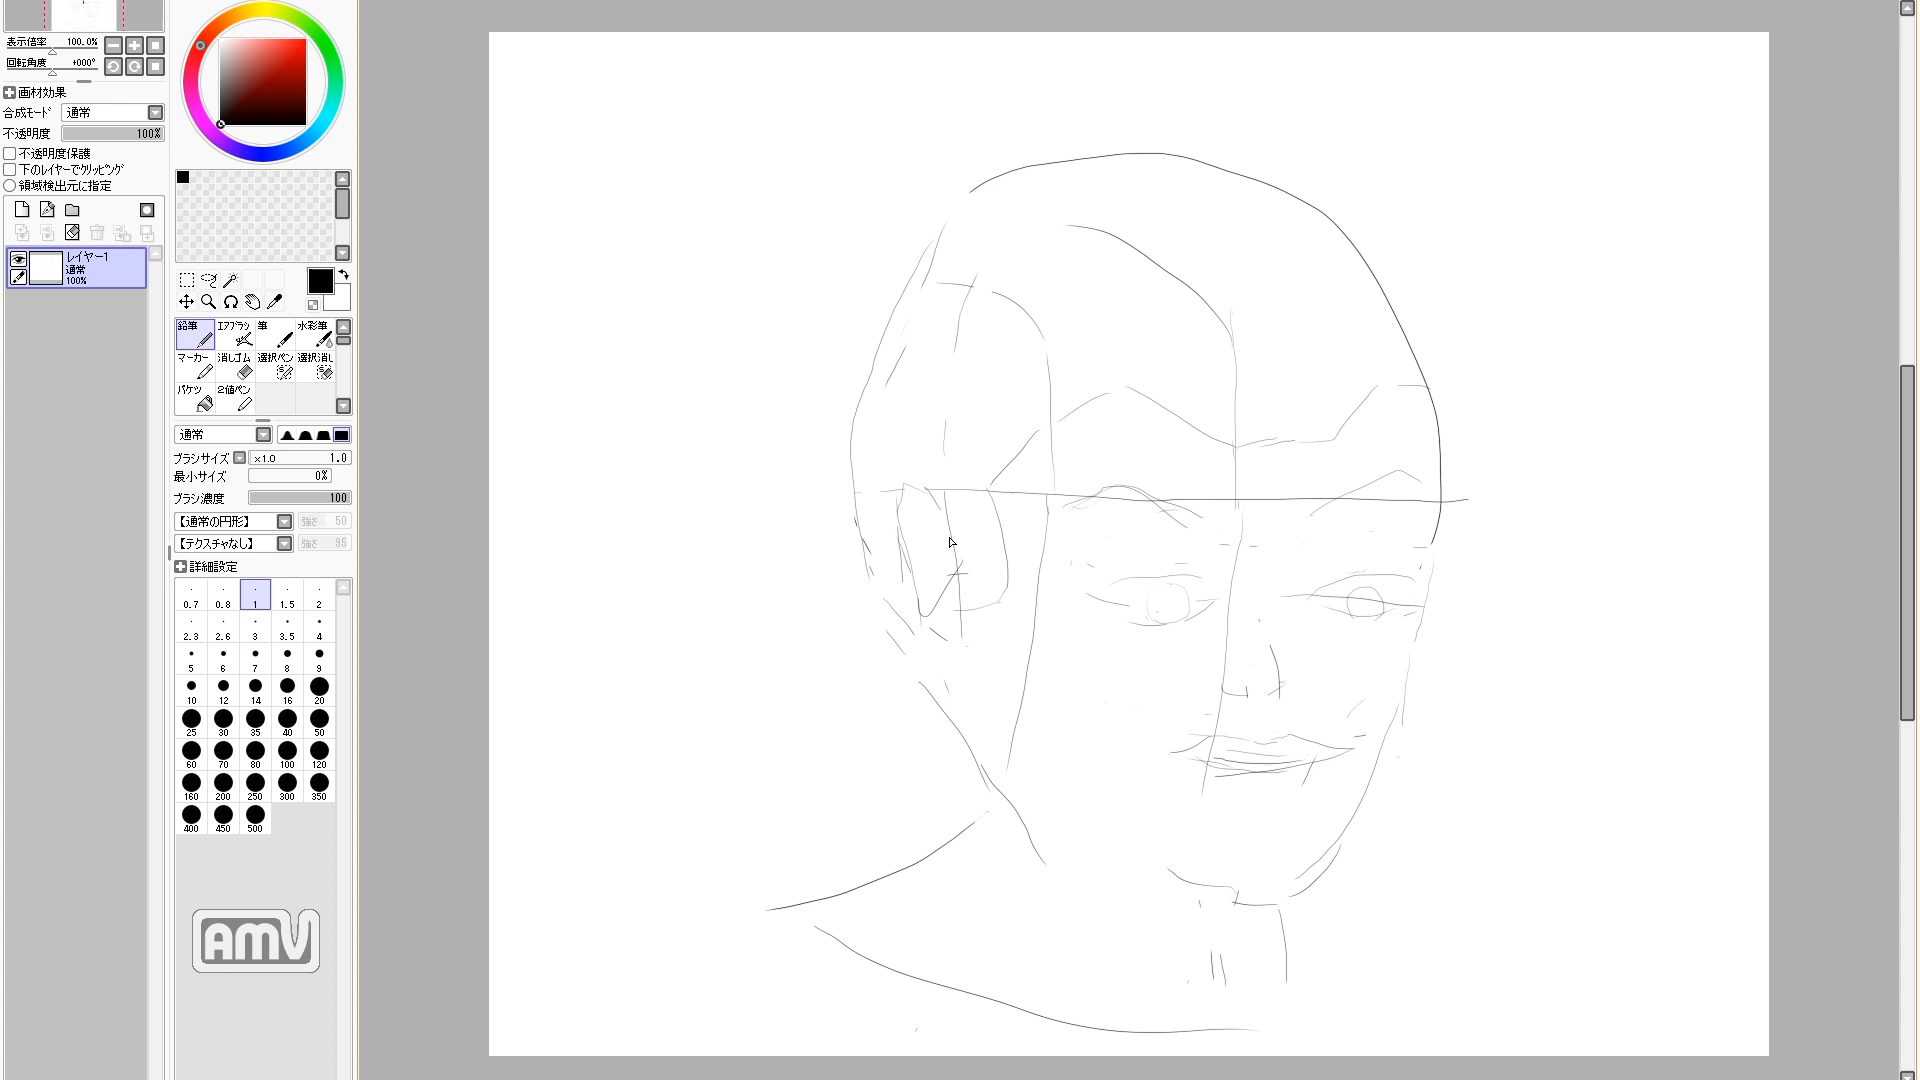 表示倍率 100.0%
回転角度 +000°
画材効果
合成モード 通常
不透明度 100%
不透明度保護
下のレイヤーでクリッピング
領域検出元に指定
レイヤー1
通常
100%
鉛筆 エアブラシ 筆 水彩筆
マーカー 消しゴム 選択ペン 選択消し
バケツ 2値ペン
通常
ブラシサイズ ×1.0 1.0
最小サイズ 0%
ブラシ濃度 100
【通常の円形】 強さ 50
【テクスチャなし】 強さ 95
詳細設定
0.7 0.8 1 1.5 2
2.3 2.6 3 3.5 4
5 6 7 8 9
10 12 14 16 20
25 30 35 40 50
60 70 80 100 120
160 200 250 300 350
400 450 500
AMV